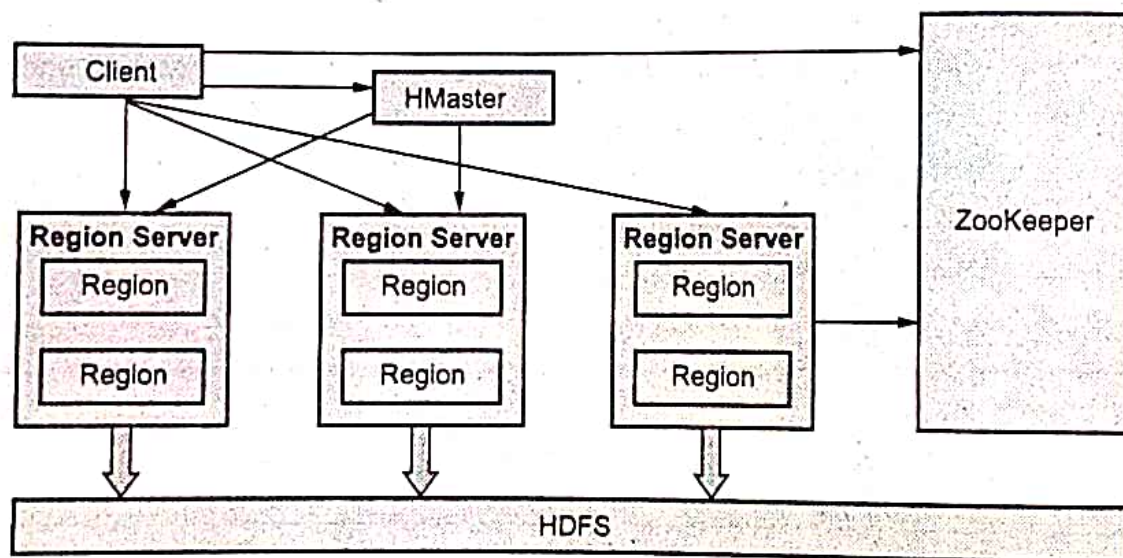 Client
HMaster
ZooKeeper
Region Server
Region
Region
Region Server
Region
Region
Region Server
Region
Region
HDFS